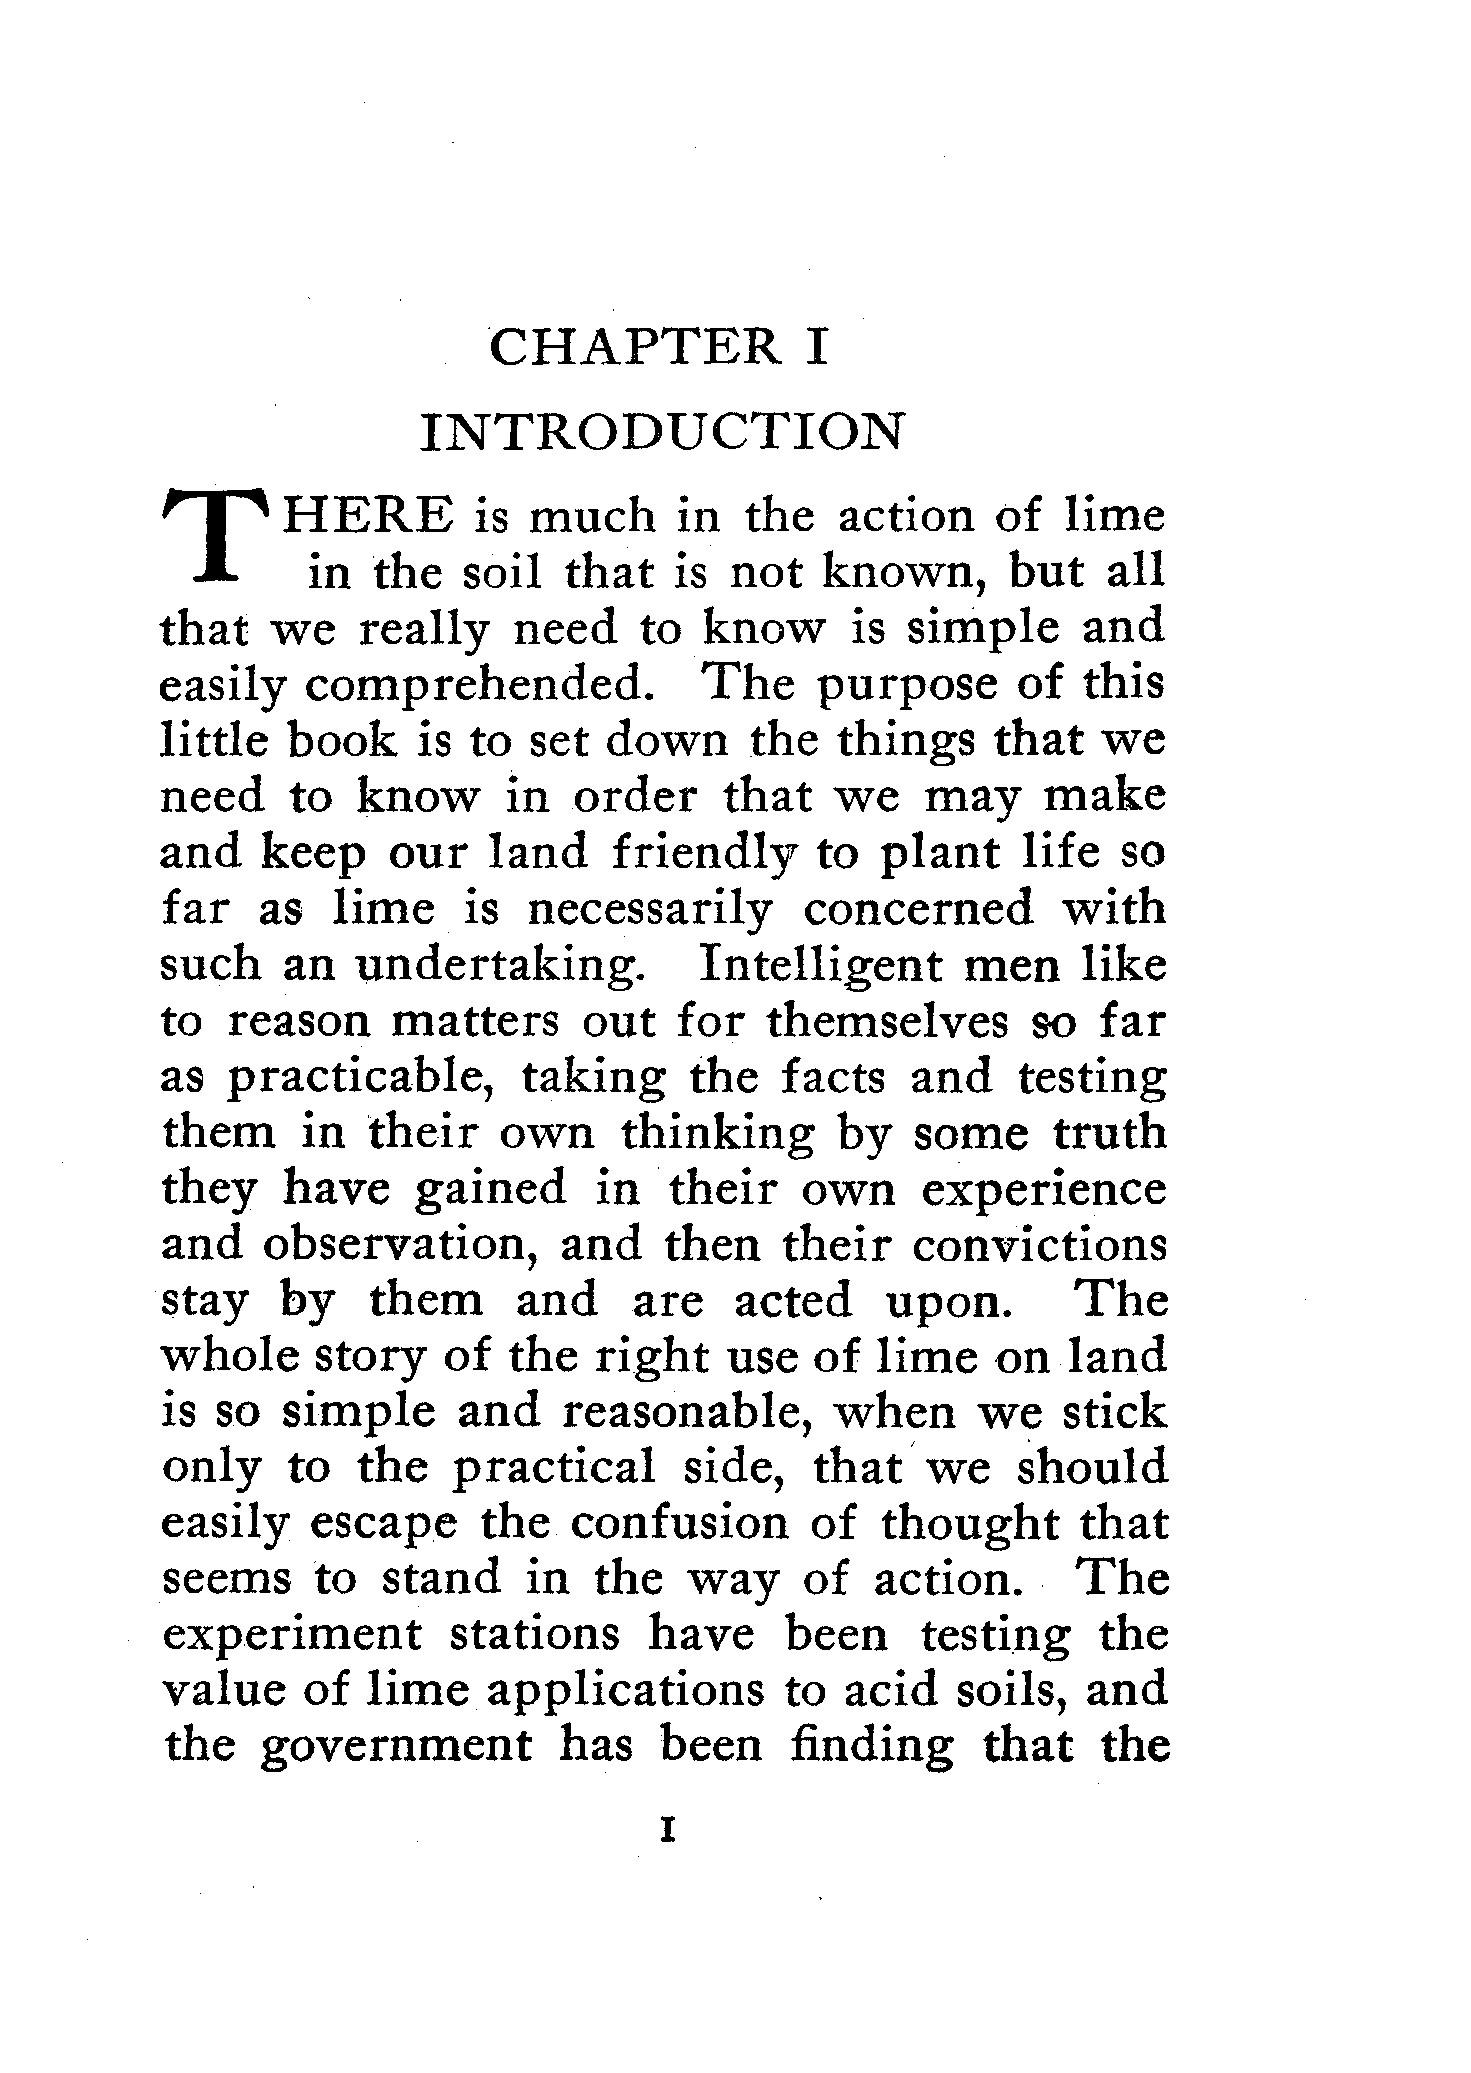 CHAPTER I
INTRODUCTION
THERE is much in the action of lime
in the soil that is not known, but all
that we really need to know is simple and
easily comprehended. The purpose of this
little book is to set down the things that we
need to know in order that we may make
and keep our land friendly to plant life so
far as lime is necessarily concerned with
such an undertaking. Intelligent men like
to reason matters out for themselves so far
as practicable, taking the facts and testing
them in their own thinking by some truth
they have gained in their own experience
and observation, and then their convictions
stay by them and are acted upon. The
whole story of the right use of lime on land
is so simple and reasonable, when we stick
only to the practical side, that we should
easily escape the confusion of thought that
seems to stand in the way of action. The
experiment stations have been testing the
value of lime applications to acid soils, and
the government has been finding that the
I